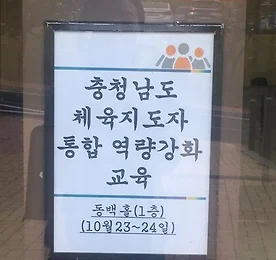 충청남도
체육지도자
통합 역량강화
교육
동백홀(1층)
(10월23~24일)